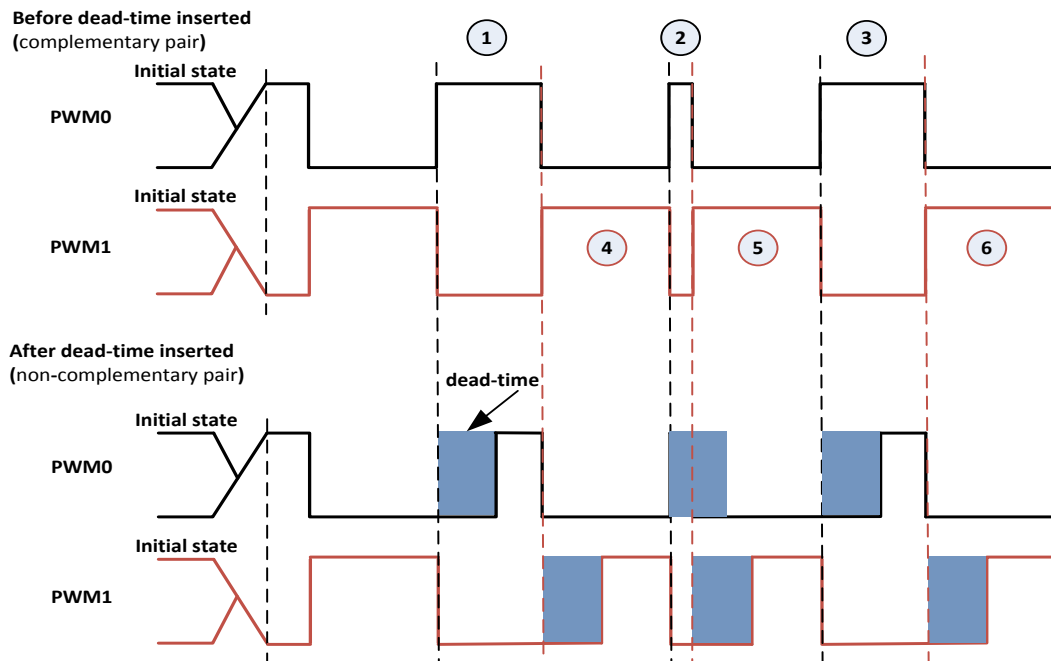 Before dead-time inserted
(complementary pair)
1
2
3
Initial state
PWM0
Initial state
PWM1
4
5
6
After dead-time inserted
(non-complementary pair)
dead-time
Initial state
PWM0
Initial state
PWM1